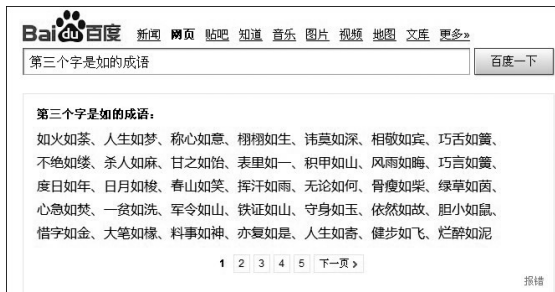 Bai百度 新闻 网页 贴吧 知道 音乐 图片 视频 地图 文库 更多»
第三个字是如的成语 百度一下
第三个字是如的成语：
如火如荼、人生如梦、称心如意、栩栩如生、讳莫如深、相敬如宾、巧舌如簧、
不绝如缕、杀人如麻、甘之如饴、表里如一、积甲如山、风雨如晦、巧言如簧、
度日如年、日月如梭、春山如笑、挥汗如雨、无论如何、骨瘦如柴、绿草如茵、
心急如焚、一贫如洗、军令如山、铁证如山、守身如玉、依然如故、胆小如鼠、
惜字如金、大笔如椽、料事如神、亦复如是、人生如寄、健步如飞、烂醉如泥
1 2 3 4 5 下一页 >
报错